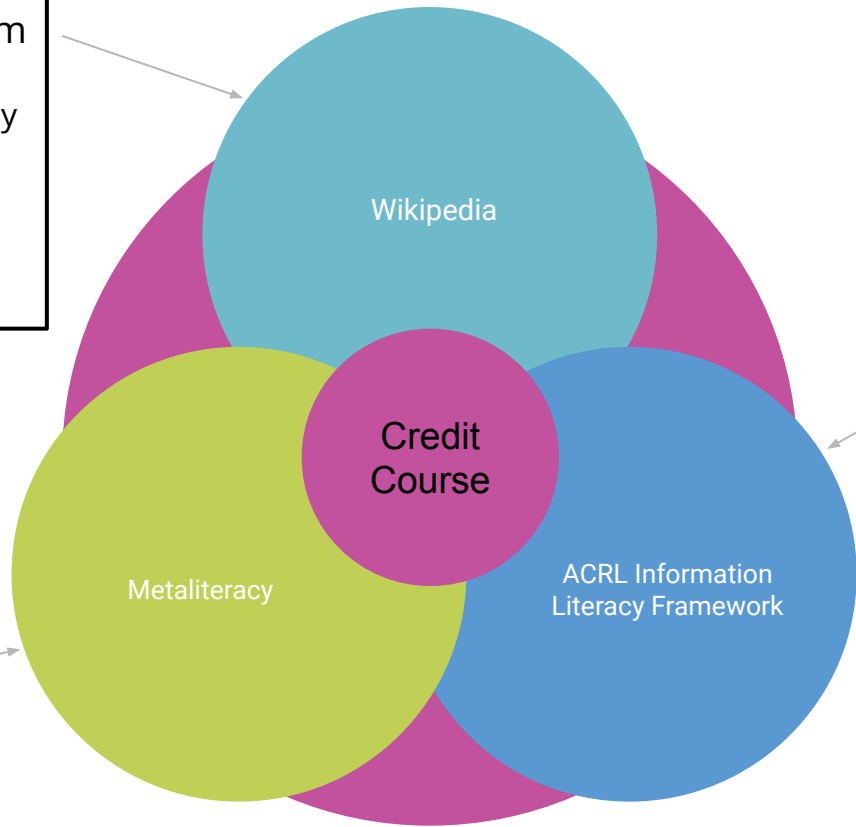 m
y
Wikipedia
Credit
Course
Metaliteracy
ACRL Information
Literacy Framework